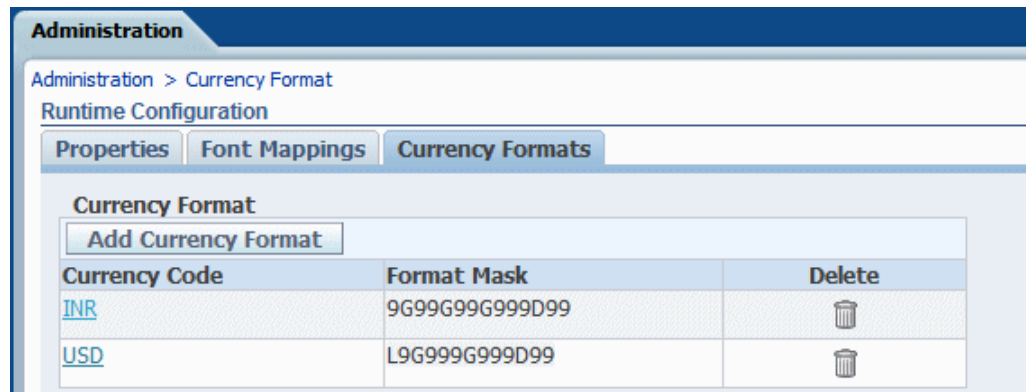 Administration
Administration > Currency Format
Runtime Configuration
Properties Font Mappings Currency Formats
Currency Format
Add Currency Format
Currency Code Format Mask Delete
INR 9G99G99G999D99
USD L9G999G999D99